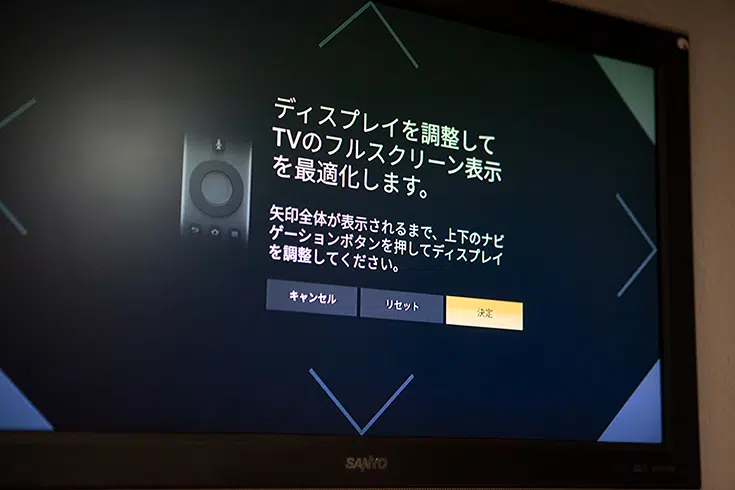 ディスプレイを調整して
TVのフルスクリーン表示
を最適化します。
矢印全体が表示されるまで、上下のナビ
ゲーションボタンを押してディスプレイ
を調整してください。
キャンセル
リセット
決定
SANYO